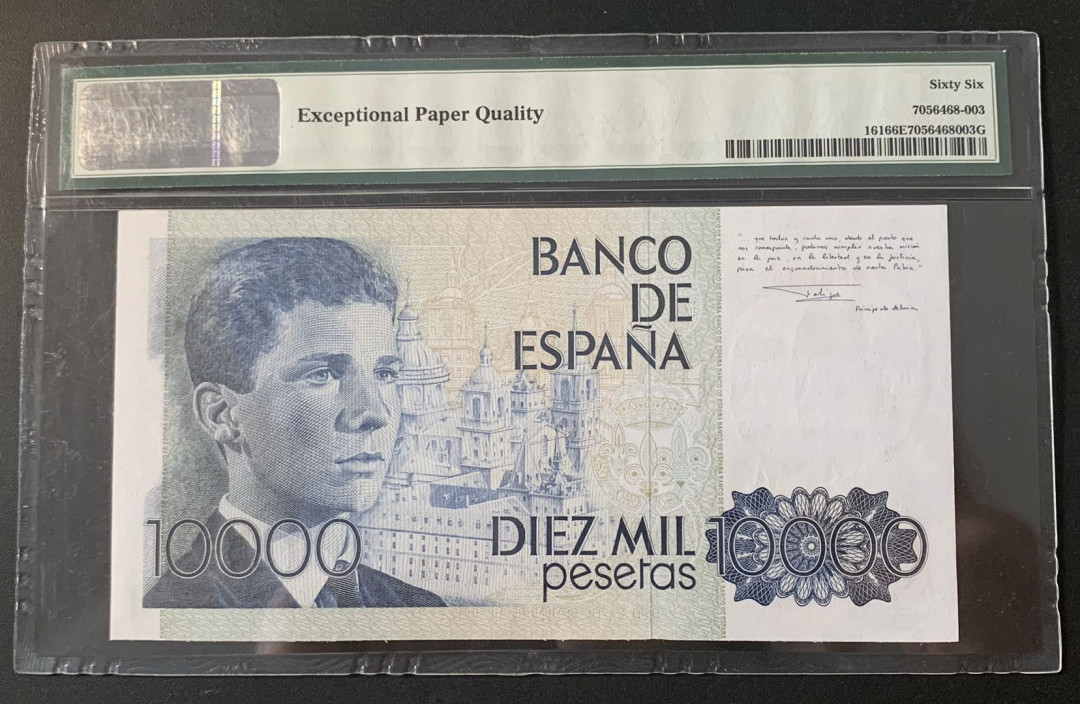 Exceptional Paper Quality
Sixty Six
7056468-003
16166E7056468003G
BANCO
DE
ESPAÑA
"... que todos y cada uno, desde el puesto que
nos corresponde, podamos cumplir nuestra misión
en la paz, en la libertad y en la justicia,
para el engrandecimiento de nuestra Patria"
Felipe
Príncipe de Asturias
10000
DIEZ MIL
pesetas
10000